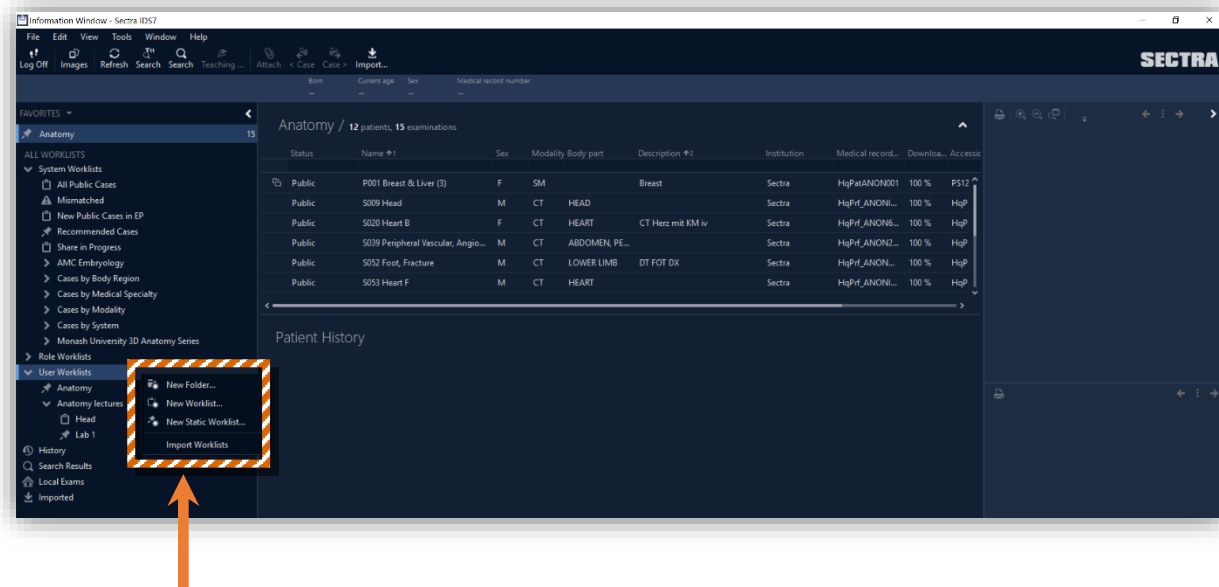 Information Window - Sectra IDS7
File Edit View Tools Window Help
Log Off Images Refresh Search Search Teaching ... Attach < Case Case > Import...
SECTRA
Born Current age Sex Medical record number
– – – –
FAVORITES
Anatomy 15
ALL WORKLISTS
System Worklists
All Public Cases
Mismatched
New Public Cases in EP
Recommended Cases
Share in Progress
AMC Embryology
Cases by Body Region
Cases by Medical Specialty
Cases by Modality
Cases by System
Monash University 3D Anatomy Series
Role Worklists
User Worklists
Anatomy
Anatomy lectures
Head
Lab 1
History
Search Results
Local Exams
Imported
New Folder...
New Worklist...
New Static Worklist...
Import Worklists
Anatomy / 12 patients, 15 examinations
Status Name 1 Sex Modality Body part Description 2 Institution Medical record... Downloa... Accessic
Public P001 Breast & Liver (3) F SM Breast Sectra HqPatANON001 100 % PS12
Public S009 Head M CT HEAD Sectra HqPrf_ANONI... 100 % HqP
Public S020 Heart B F CT HEART CT Herz mit KM iv Sectra HqPrf_ANON6... 100 % HqP
Public S039 Peripheral Vascular, Angio... M CT ABDOMEN, PE... Sectra HqPrf_ANON2... 100 % HqP
Public S052 Foot, Fracture M CT LOWER LIMB DT FOT DX Sectra HqPrf_ANON... 100 % HqP
Public S053 Heart F M CT HEART Sectra HqPrf_ANONI... 100 % HqP
Patient History